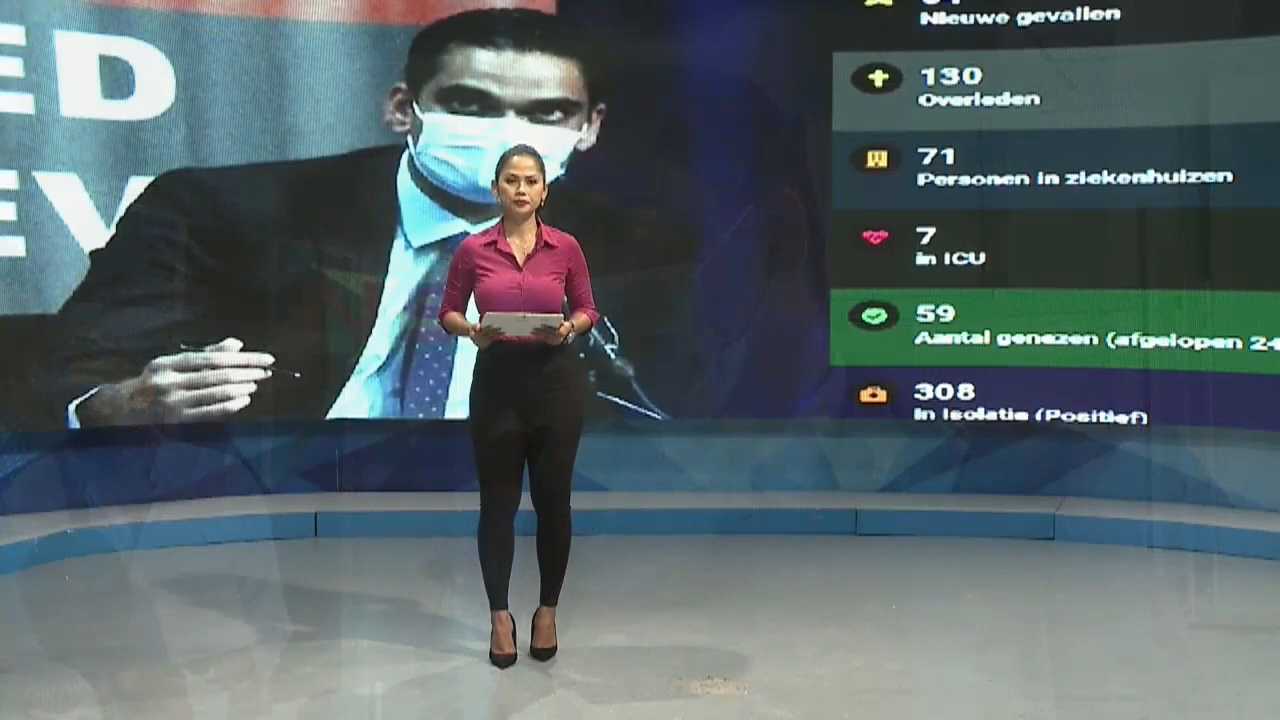 ED
EV
Nieuwe gevallen
130
Overleden
71
Personen in ziekenhuizen
7
in ICU
59
Aantal genezen (afgelopen 24
308
In Isolatie (Positief)